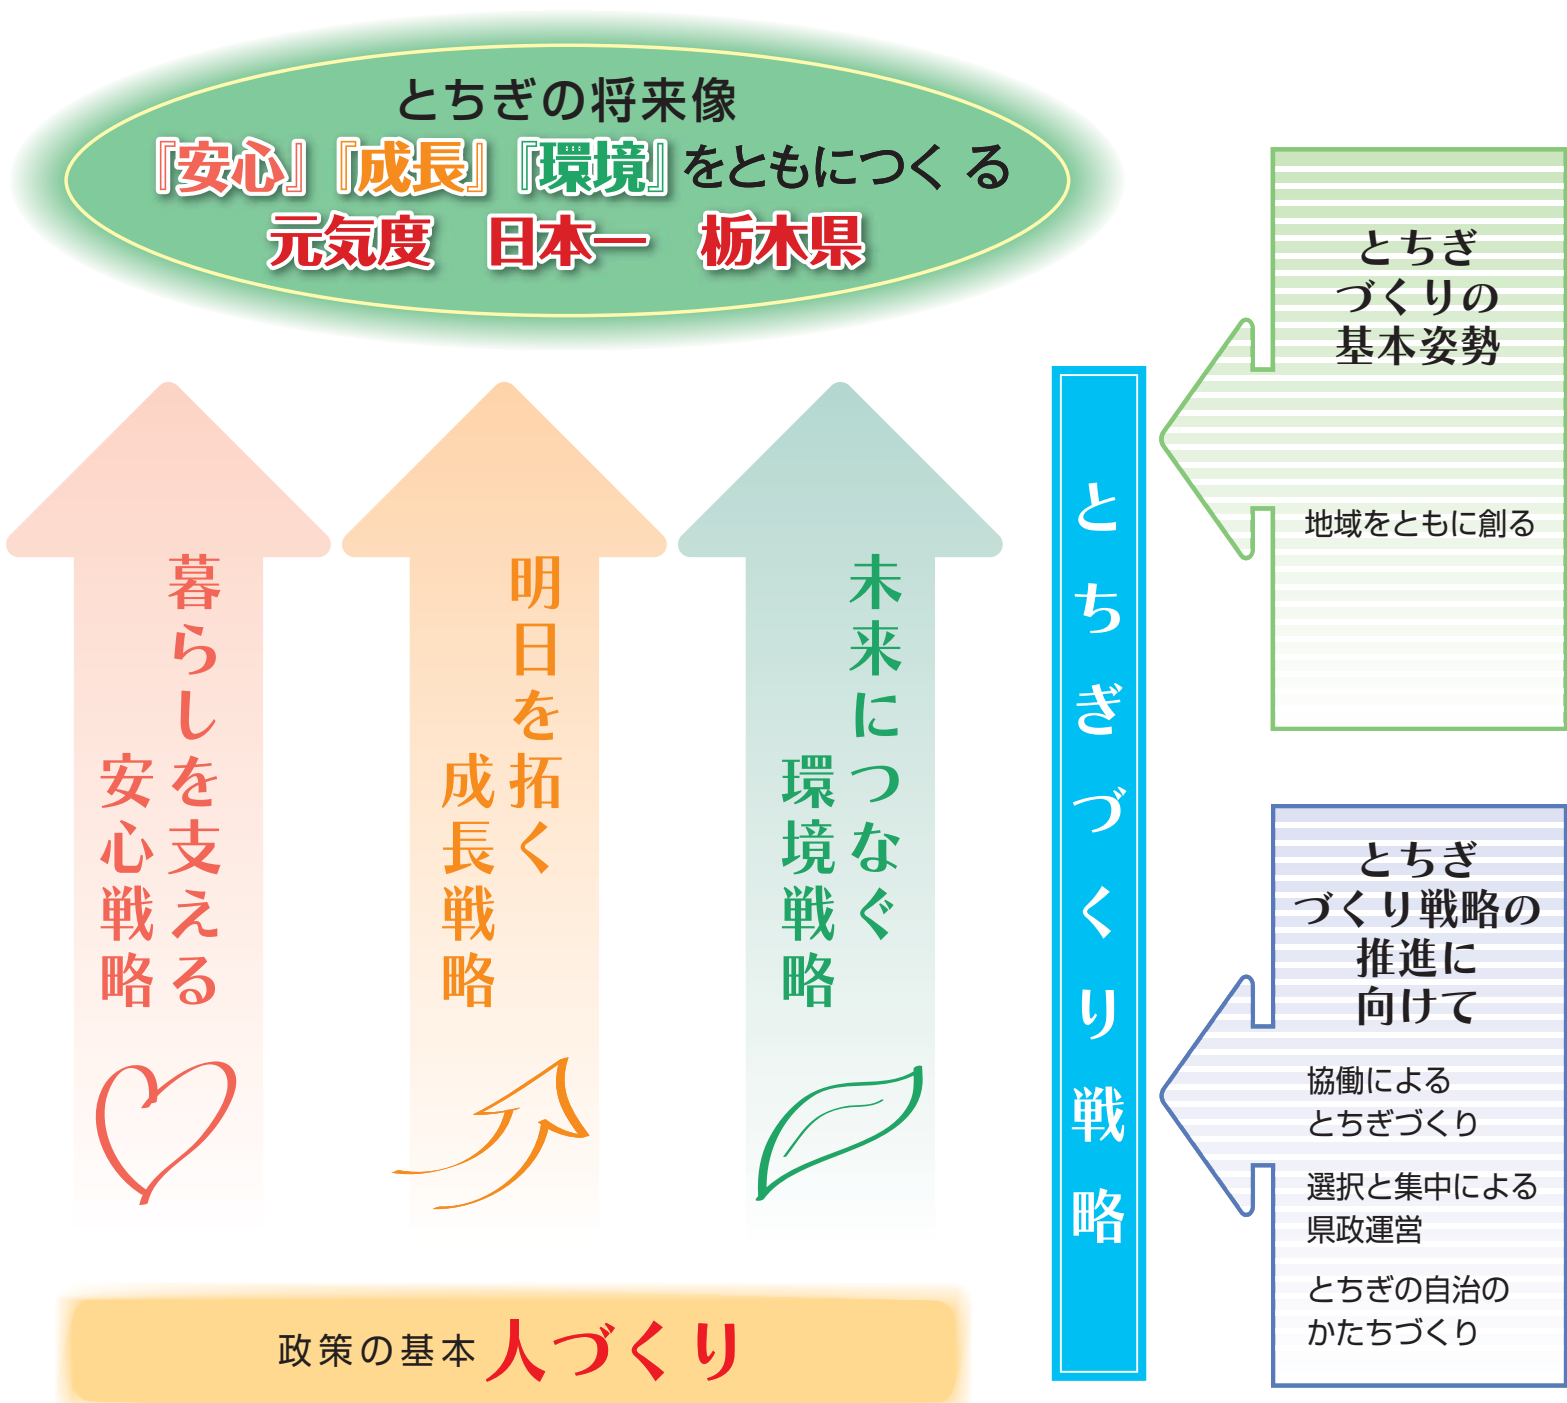 とちぎの将来像
『安心』『成長』『環境』をともにつくる
元気度　日本一　栃木県
暮らしを支える
安心戦略
明日を拓く
成長戦略
未来につなぐ
環境戦略
政策の基本 人づくり
とちぎづくり戦略
とちぎ
づくりの
基本姿勢
地域をともに創る
とちぎ
づくり戦略の
推進に
向けて
協働による
とちぎづくり
選択と集中による
県政運営
とちぎの自治の
かたちづくり